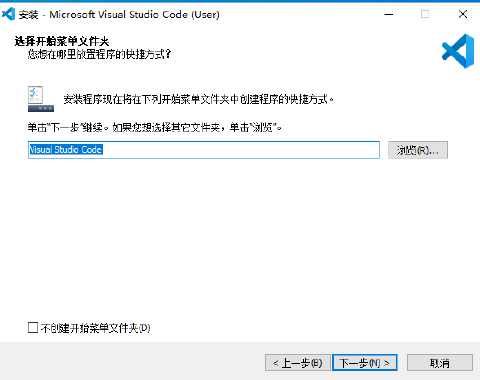 安装 - Microsoft Visual Studio Code (User)
选择开始菜单文件夹
您想在哪里放置程序的快捷方式?
安装程序现在将在下列开始菜单文件夹中创建程序的快捷方式。
单击"下一步"继续。如果您想选择其它文件夹，单击"浏览"。
Visual Studio Code
浏览(R)...
不创建开始菜单文件夹(D)
< 上一步(B)
下一步(N) >
取消